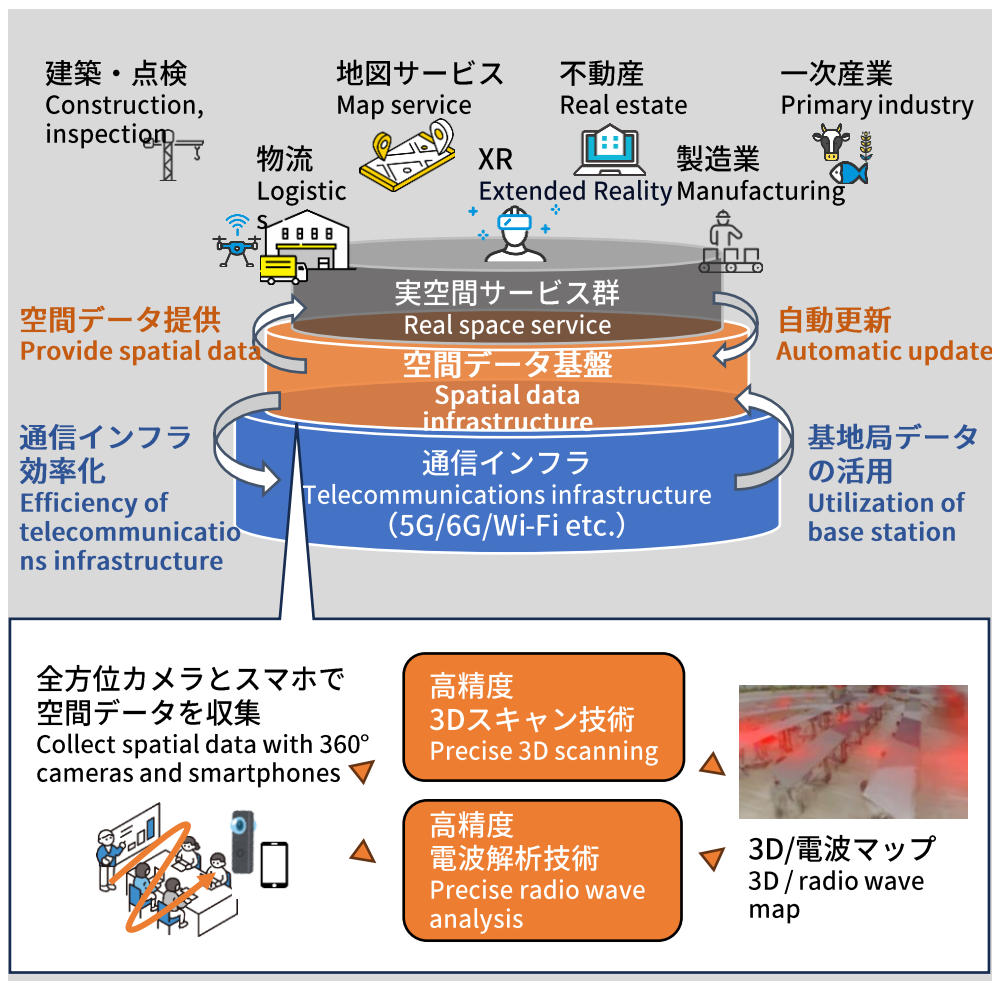 建築・点検
Construction,
inspection
地図サービス
Map service
不動産
Real estate
一次産業
Primary industry
物流
Logistic
s
XR
Extended Reality
製造業
Manufacturing
実空間サービス群
Real space service
空間データ提供
Provide spatial data
自動更新
Automatic update
空間データ基盤
Spatial data
infrastructure
通信インフラ
効率化
Efficiency of
telecommunicatio
ns infrastructure
通信インフラ
Telecommunications infrastructure
（5G/6G/Wi-Fi etc.）
基地局データ
の活用
Utilization of
base station
全方位カメラとスマホで
空間データを収集
Collect spatial data with 360°
cameras and smartphones
高精度
3Dスキャン技術
Precise 3D scanning
高精度
電波解析技術
Precise radio wave
analysis
3D/電波マップ
3D / radio wave
map